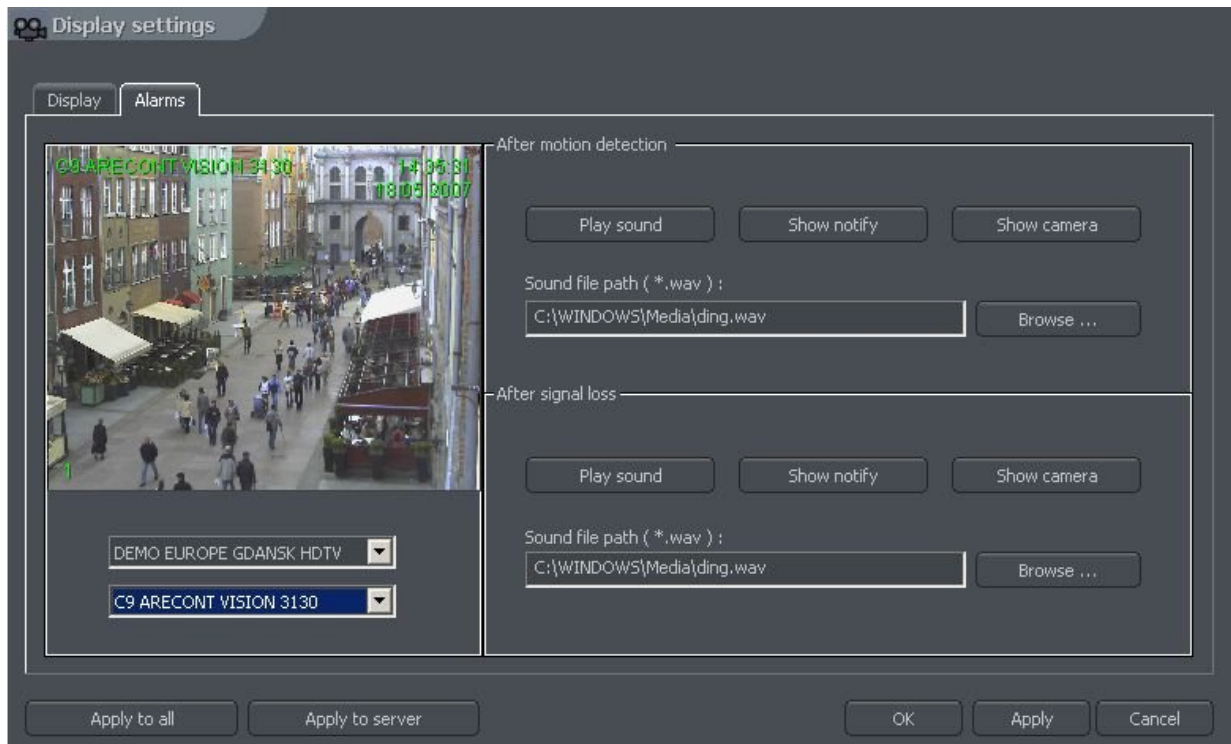 Display settings
Display Alarms
C9 ARECONT VISION 3130 14:35:31
18.05.2007
1
DEMO EUROPE GDANSK HDTV
C9 ARECONT VISION 3130
After motion detection
Play sound Show notify Show camera
Sound file path ( *.wav ) :
C:\WINDOWS\Media\ding.wav Browse ...
After signal loss
Play sound Show notify Show camera
Sound file path ( *.wav ) :
C:\WINDOWS\Media\ding.wav Browse ...
Apply to all Apply to server OK Apply Cancel